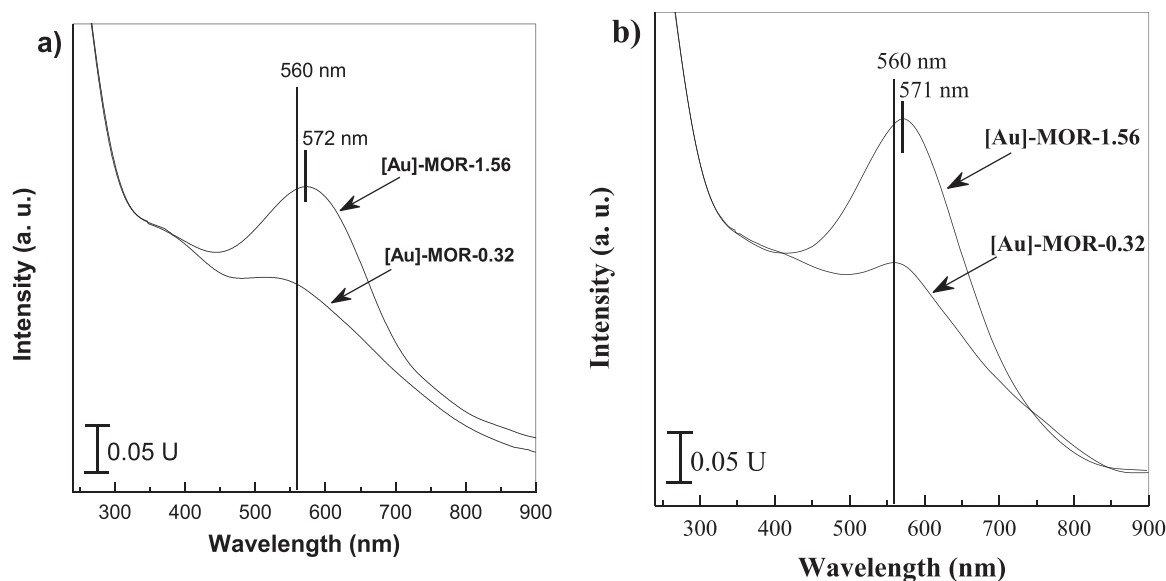 a)
560 nm
572 nm
[Au]-MOR-1.56
[Au]-MOR-0.32
Intensity (a. u.)
0.05 U
300 400 500 600 700 800 900
Wavelength (nm)
b)
560 nm
571 nm
[Au]-MOR-1.56
[Au]-MOR-0.32
Intensity (a. u.)
0.05 U
300 400 500 600 700 800 900
Wavelength (nm)